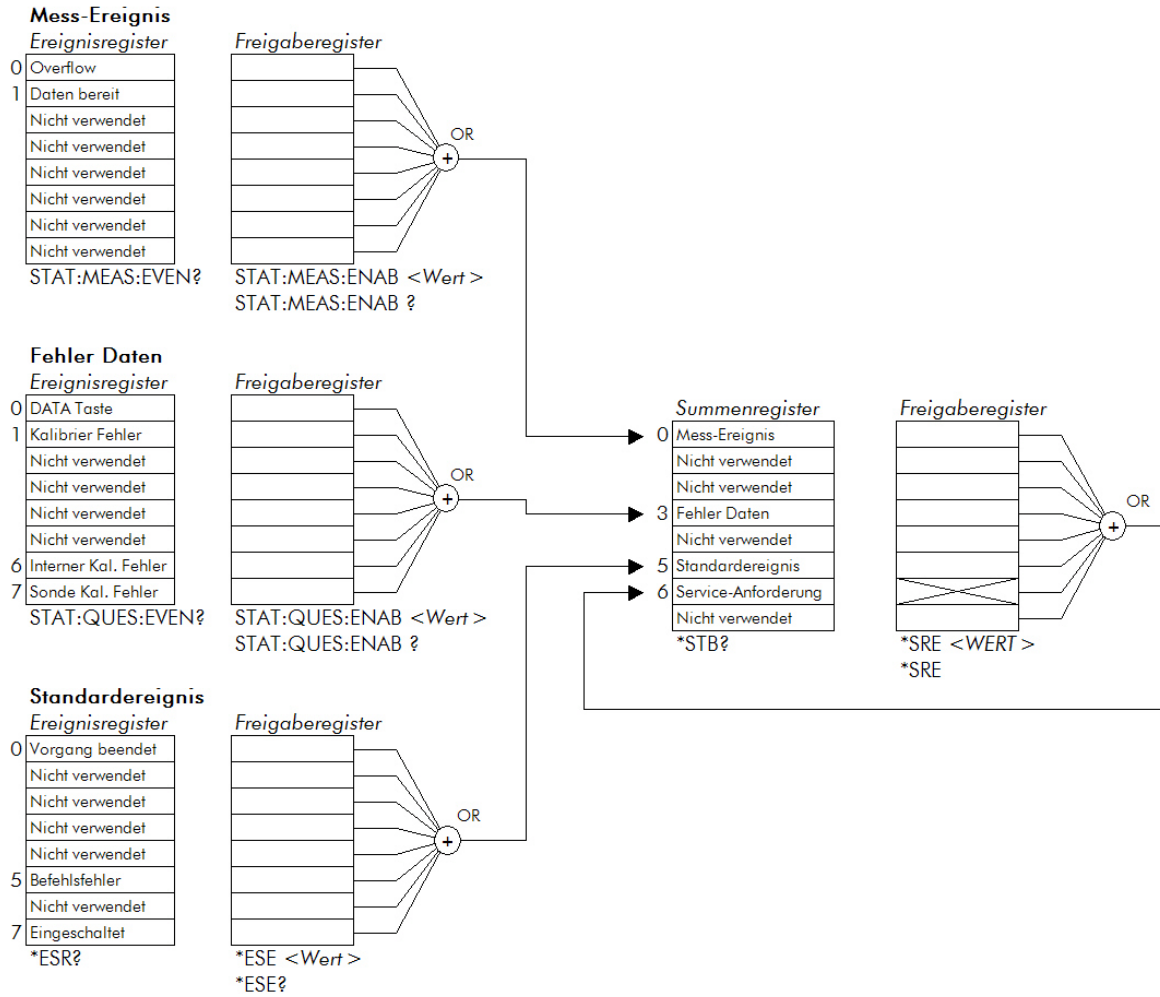 Mess-Ereignis
Ereignisregister Freigaberegister
0 Overflow
1 Daten bereit
Nicht verwendet
Nicht verwendet OR
Nicht verwendet +
Nicht verwendet
Nicht verwendet
Nicht verwendet
STAT:MEAS:EVEN? STAT:MEAS:ENAB <Wert>
STAT:MEAS:ENAB ?
Fehler Daten
Ereignisregister Freigaberegister
0 DATA Taste
1 Kalibrier Fehler
Nicht verwendet
Nicht verwendet OR
Nicht verwendet +
Nicht verwendet
6 Interner Kal. Fehler
7 Sonde Kal. Fehler
STAT:QUES:EVEN? STAT:QUES:ENAB <Wert>
STAT:QUES:ENAB ?
Summenregister Freigaberegister
0 Mess-Ereignis
Nicht verwendet
Nicht verwendet
3 Fehler Daten OR
Nicht verwendet +
5 Standardereignis
6 Service-Anforderung
Nicht verwendet
*STB? *SRE <WERT>
*SRE
Standardereignis
Ereignisregister Freigaberegister
0 Vorgang beendet
Nicht verwendet
Nicht verwendet
Nicht verwendet OR
Nicht verwendet +
5 Befehlsfehler
Nicht verwendet
7 Eingeschaltet
*ESR? *ESE <Wert>
*ESE?